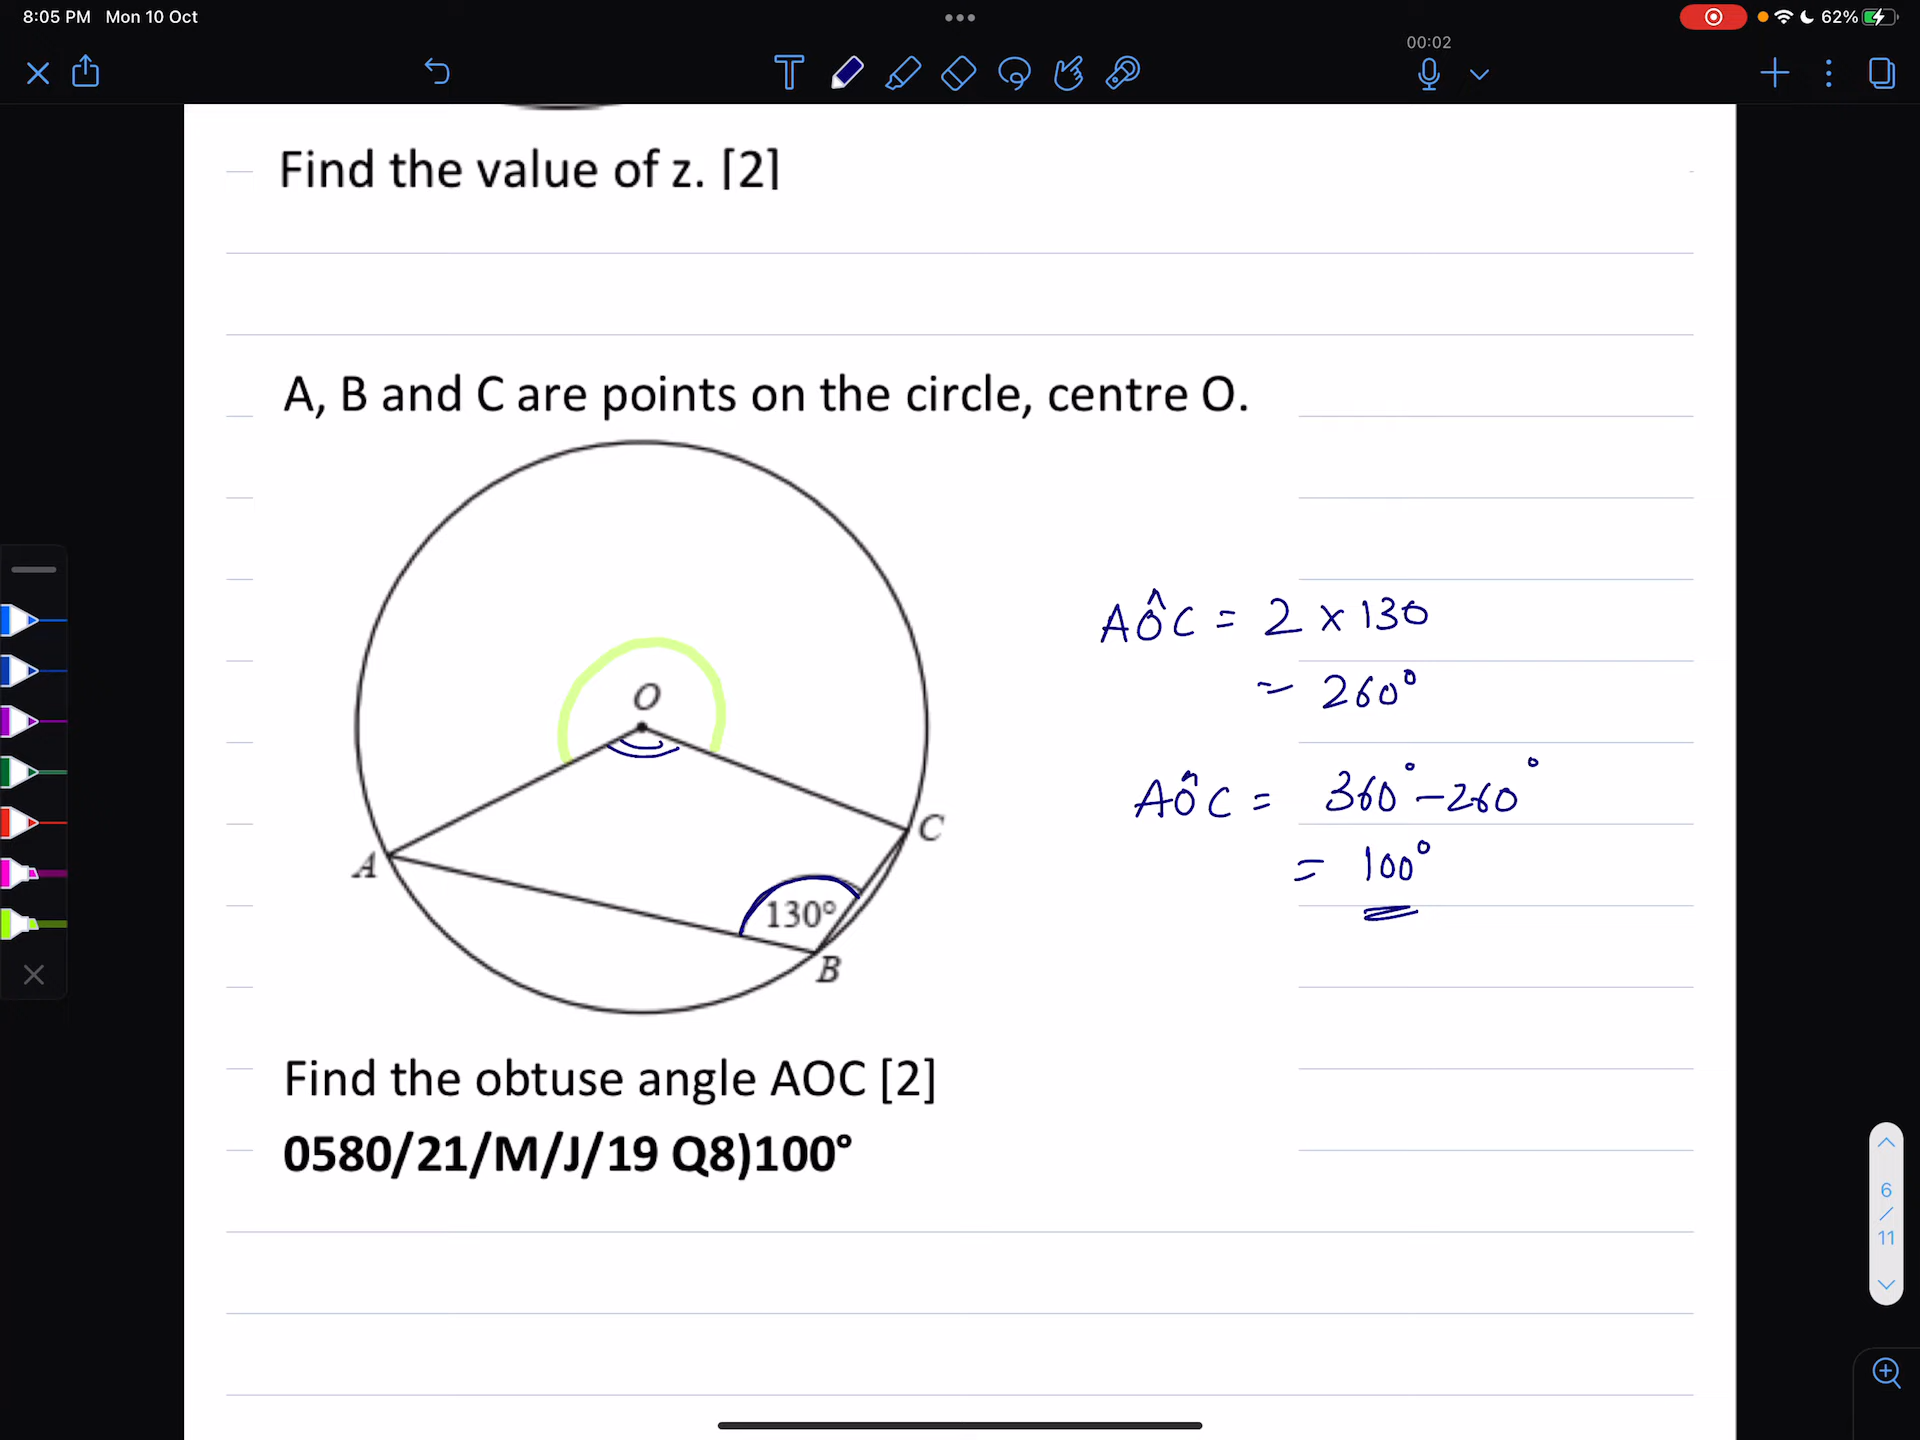 8:05 PM Mon 10 Oct
62%
00:02
Find the value of z. [2]
A, B and C are points on the circle, centre O.
O
A
C
130°
B
AÔC = 2 × 130
= 260°
AÔC = 360° - 260°
= 100°
Find the obtuse angle AOC [2]
0580/21/M/J/19 Q8)100°
6
/
11